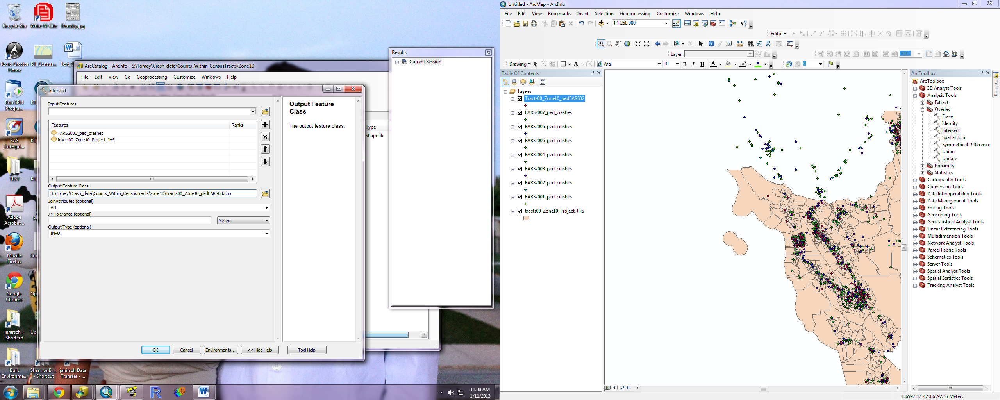 Recycle Bin
Write-N-Cite
Density.jpg
Roxio Creator Home
KT_Census...
Run SPH Progra...
SAS Enterpri...
TEST
Adobe Acrobat...
Mozilla Firefox
Google Chrome
jahirsch - Shortcut
Built Environme...
ShannonBr... - Shortcut
jahirsch Data Transfer - ...
ArcCatalog - ArcInfo - S:\Tomey\Crash_data\Counts_Within_CensusTracts\Zone10
File Edit View Go Geoprocessing Customize Windows Help
Type
Shapefile
Intersect
Input Features
Features Ranks
FARS2003_ped_crashes
tracts00_Zone10_Project_JHS
Output Feature Class
S:\Tomey\Crash_data\Counts_Within_CensusTracts\Zone10\Tracts00_Zone10_pedFARS03.shp
JoinAttributes (optional)
ALL
XY Tolerance (optional)
Meters
Output Type (optional)
INPUT
OK Cancel Environments... << Hide Help Tool Help
Output Feature
Class
The output feature class.
Results
Current Session
11:08 AM
1/11/2013
Untitled - ArcMap - ArcInfo
File Edit View Bookmarks Insert Selection Geoprocessing Customize Windows Help
1:1,250,000
Editor
Layer:
100%
Drawing Arial 10 B I U A 0
Table Of Contents
Layers
Tracts00_Zone10_pedFARS02
FARS2007_ped_crashes
FARS2006_ped_crashes
FARS2005_ped_crashes
FARS2004_ped_crashes
FARS2003_ped_crashes
FARS2002_ped_crashes
FARS2001_ped_crashes
tracts00_Zone10_Project_JHS
ArcToolbox
ArcToolbox
3D Analyst Tools
Analysis Tools
Extract
Overlay
Erase
Identity
Intersect
Spatial Join
Symmetrical Difference
Union
Update
Proximity
Statistics
Cartography Tools
Conversion Tools
Data Interoperability Tools
Data Management Tools
Editing Tools
Geocoding Tools
Geostatistical Analyst Tools
Linear Referencing Tools
Multidimension Tools
Network Analyst Tools
Parcel Fabric Tools
Schematics Tools
Server Tools
Spatial Analyst Tools
Spatial Statistics Tools
Tracking Analyst Tools
Catalog
386997.57 4258659.556 Meters